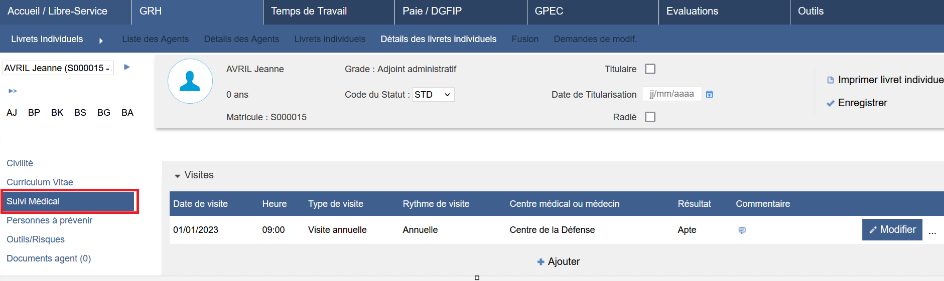 Accueil / Libre-Service GRH Temps de Travail Paie / DGFIP GPEC Evaluations Outils
Livrets Individuels Liste des Agents Détails des Agents Livrets individuels Détails des livrets individuels Fusion Demandes de modif.
AVRIL Jeanne (S000015 -
AJ BP BK BS BG BA
AVRIL Jeanne Grade : Adjoint administratif Titulaire
0 ans Code du Statut : STD Date de Titularisation jj/mm/aaaa
Matricule : S000015 Radié
Imprimer livret individue
Enregistrer
Civilité
Curriculum Vitae
Suivi Médical
Personnes à prévenir
Outils/Risques
Documents agent (0)
Visites
Date de visite Heure Type de visite Rythme de visite Centre médical ou médecin Résultat Commentaire
01/01/2023 09:00 Visite annuelle Annuelle Centre de la Défense Apte Modifier ...
Ajouter